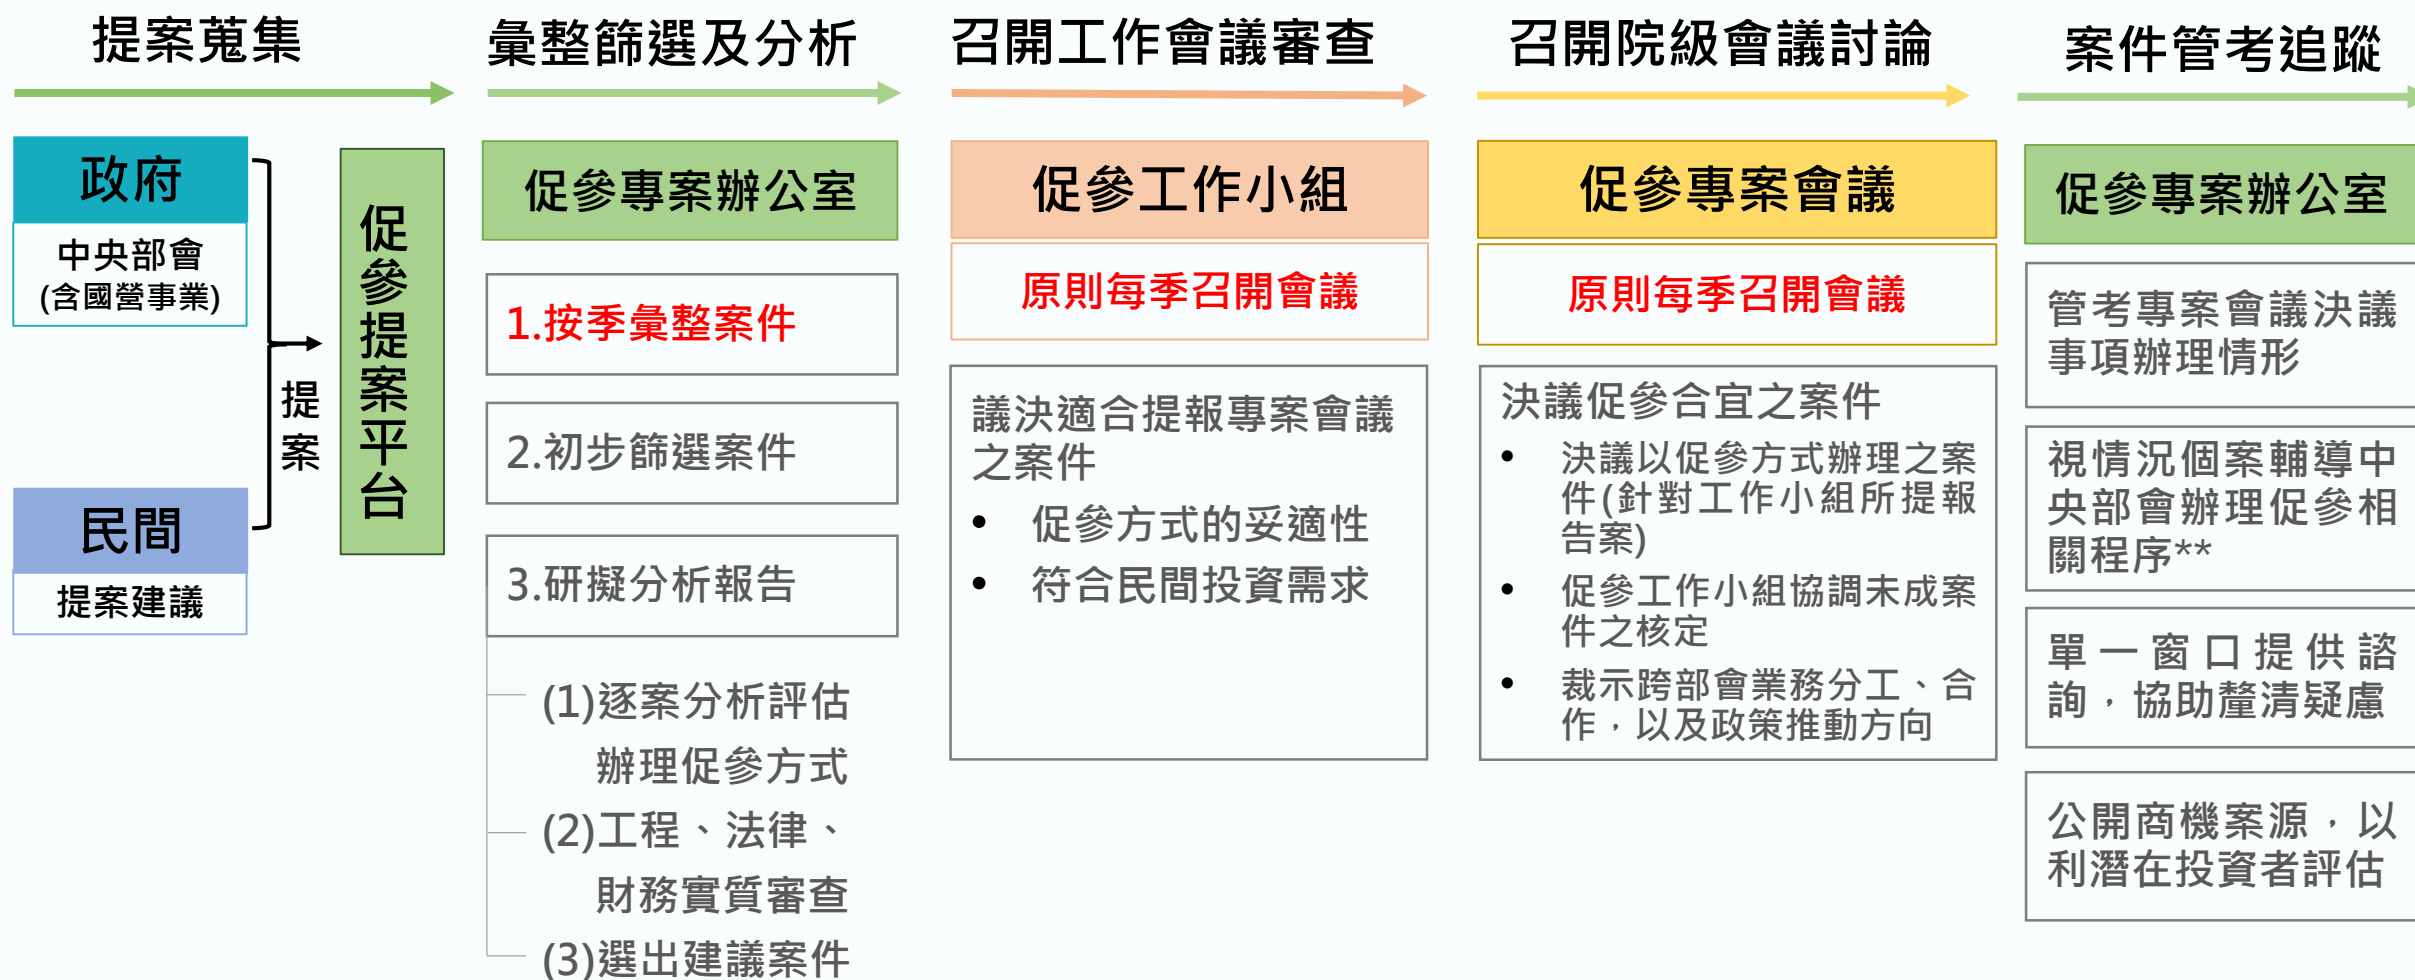 提案蒐集
政府
中央部會
(含國營事業)
民間
提案建議
提
案
促參提案平台
彙整篩選及分析
促參專案辦公室
1.按季彙整案件
2.初步篩選案件
3.研擬分析報告
(1)逐案分析評估
辦理促參方式
(2)工程、法律、
財務實質審查
(3)選出建議案件
召開工作會議審查
促參工作小組
原則每季召開會議
議決適合提報專案會議
之案件
• 促參方式的妥適性
• 符合民間投資需求
召開院級會議討論
促參專案會議
原則每季召開會議
決議促參合宜之案件
• 決議以促參方式辦理之案
件(針對工作小組所提報
告案)
• 促參工作小組協調未成案
件之核定
• 裁示跨部會業務分工、合
作，以及政策推動方向
案件管考追蹤
促參專案辦公室
管考專案會議決議
事項辦理情形
視情況個案輔導中
央部會辦理促參相
關程序**
單一窗口提供諮
詢，協助釐清疑慮
公開商機案源，以
利潛在投資者評估